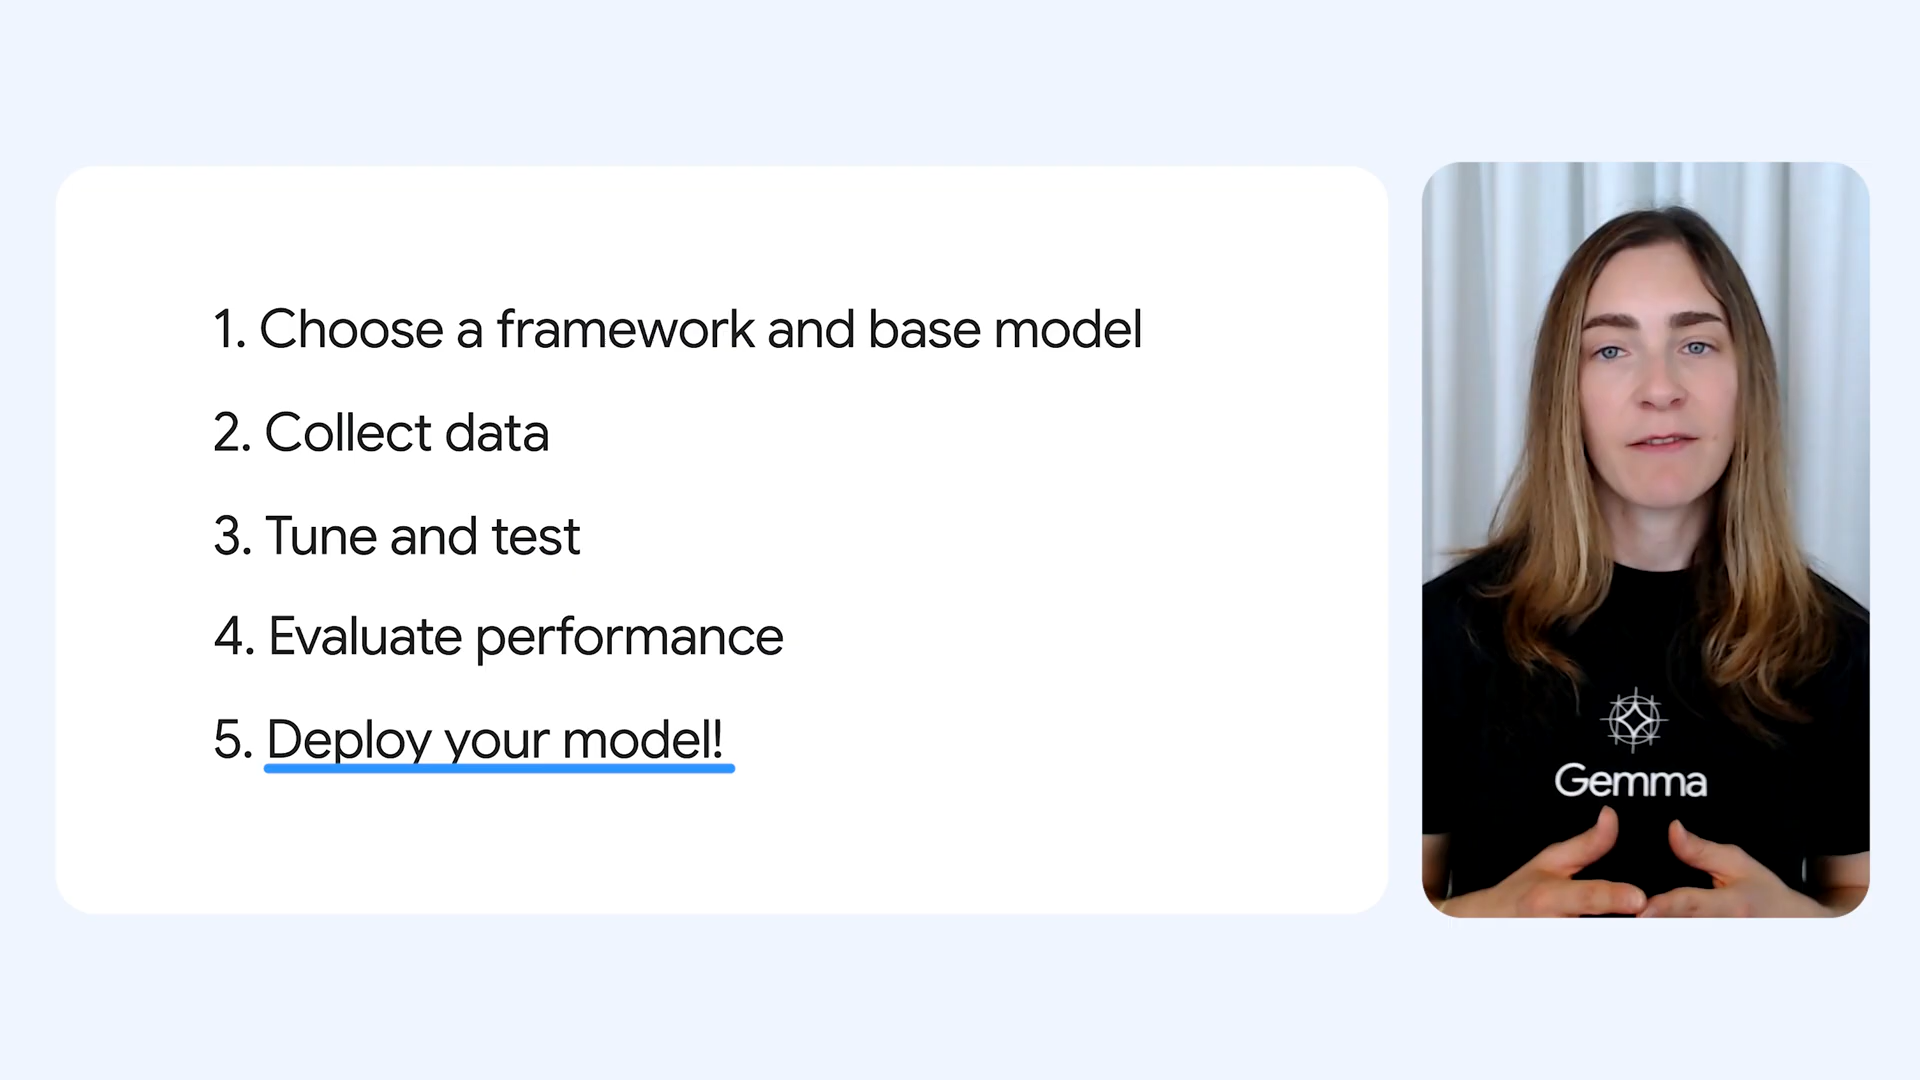 1. Choose a framework and base model
2. Collect data
3. Tune and test
4. Evaluate performance
5. Deploy your model!
Gemma